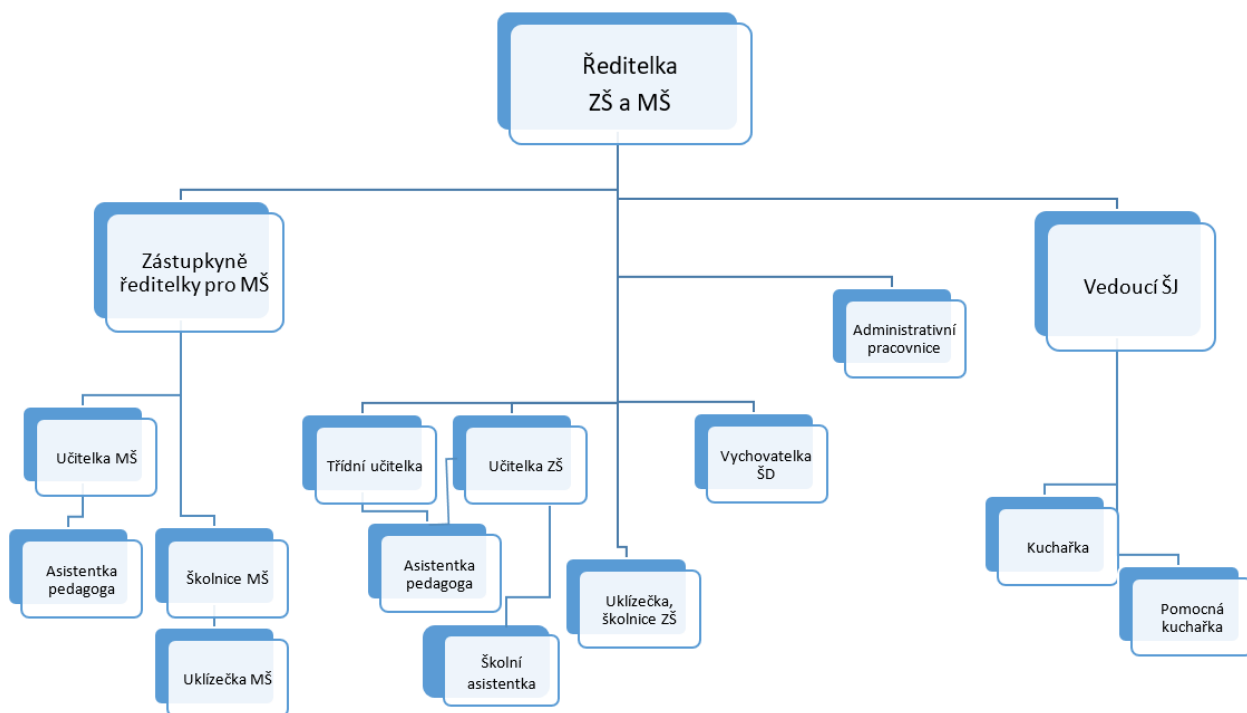 Ředitelka
ZŠ a MŠ
Zástupkyně
ředitelky pro MŠ
Vedoucí ŠJ
Administrativní
pracovnice
Učitelka MŠ
Třídní učitelka
Učitelka ZŠ
Vychovatelka
ŠD
Asistentka
pedagoga
Školnice MŠ
Asistentka
pedagoga
Uklízečka,
školnice ZŠ
Kuchařka
Pomocná
kuchařka
Uklízečka MŠ
Školní
asistentka